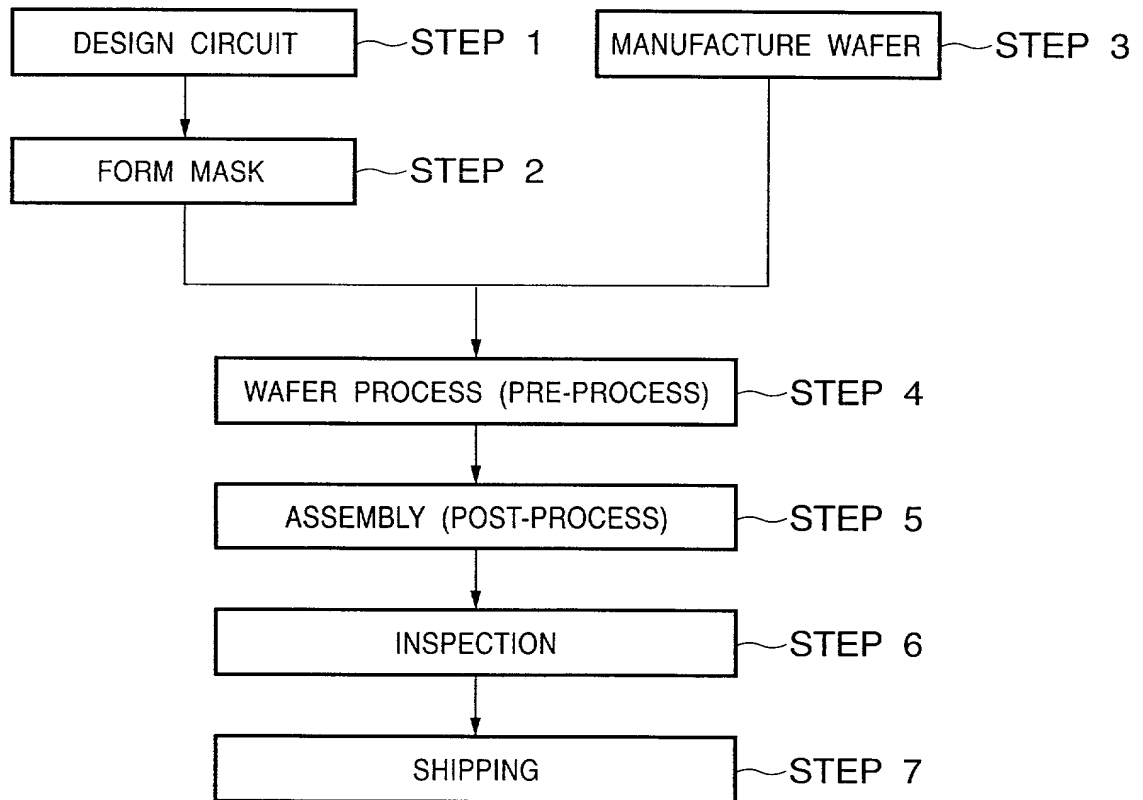 DESIGN CIRCUIT STEP 1
MANUFACTURE WAFER STEP 3
FORM MASK STEP 2
WAFER PROCESS (PRE-PROCESS) STEP 4
ASSEMBLY (POST-PROCESS) STEP 5
INSPECTION STEP 6
SHIPPING STEP 7